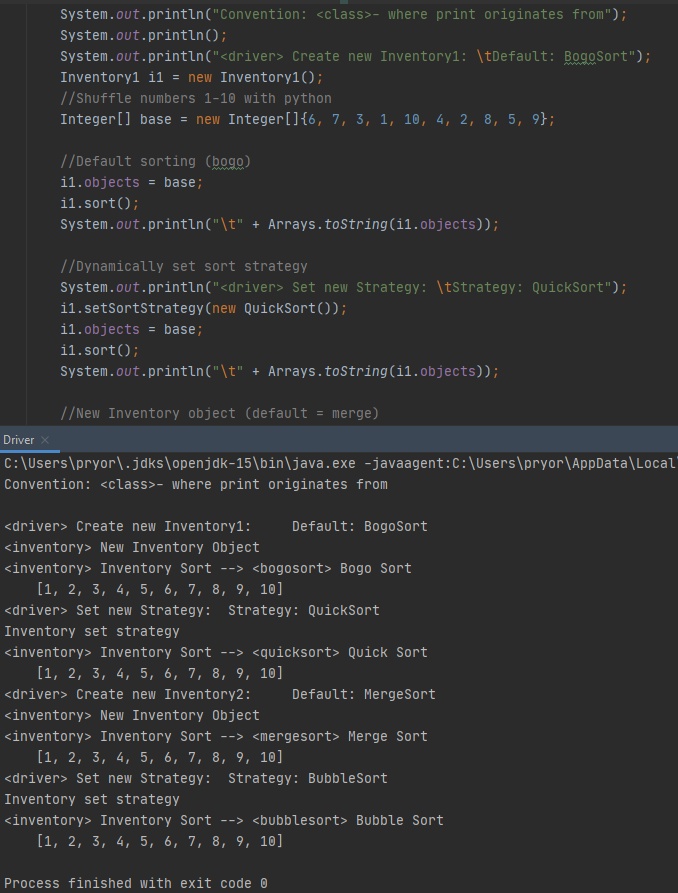 System.out.println("Convention: <class>- where print originates from");
System.out.println();
System.out.println("<driver> Create new Inventory1: \tDefault: BogoSort");
Inventory1 i1 = new Inventory1();
//Shuffle numbers 1-10 with python
Integer[] base = new Integer[]{6, 7, 3, 1, 10, 4, 2, 8, 5, 9};
//Default sorting (bogo)
i1.objects = base;
i1.sort();
System.out.println("\t" + Arrays.toString(i1.objects));
//Dynamically set sort strategy
System.out.println("<driver> Set new Strategy: \tStrategy: QuickSort");
i1.setSortStrategy(new QuickSort());
i1.objects = base;
i1.sort();
System.out.println("\t" + Arrays.toString(i1.objects));
//New Inventory object (default = merge)
Driver ×
C:\Users\pryor\.jdks\openjdk-15\bin\java.exe -javaagent:C:\Users\pryor\AppData\Local\
Convention: <class>- where print originates from
<driver> Create new Inventory1:     Default: BogoSort
<inventory> New Inventory Object
<inventory> Inventory Sort --> <bogosort> Bogo Sort
    [1, 2, 3, 4, 5, 6, 7, 8, 9, 10]
<driver> Set new Strategy:  Strategy: QuickSort
Inventory set strategy
<inventory> Inventory Sort --> <quicksort> Quick Sort
    [1, 2, 3, 4, 5, 6, 7, 8, 9, 10]
<driver> Create new Inventory2:     Default: MergeSort
<inventory> New Inventory Object
<inventory> Inventory Sort --> <mergesort> Merge Sort
    [1, 2, 3, 4, 5, 6, 7, 8, 9, 10]
<driver> Set new Strategy:  Strategy: BubbleSort
Inventory set strategy
<inventory> Inventory Sort --> <bubblesort> Bubble Sort
    [1, 2, 3, 4, 5, 6, 7, 8, 9, 10]
Process finished with exit code 0